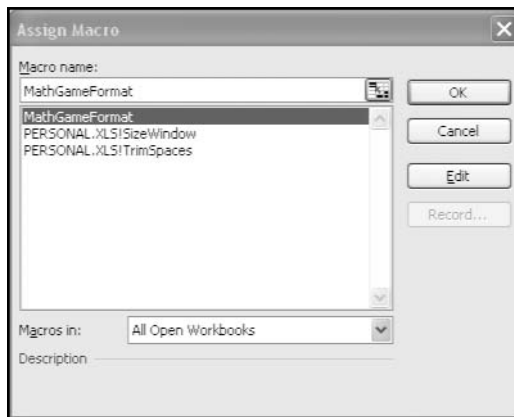 Assign Macro
Macro name:
MathGameFormat
MathGameFormat
PERSONAL.XLS!SizeWindow
PERSONAL.XLS!TrimSpaces
OK
Cancel
Edit
Record...
Macros in:
All Open Workbooks
Description